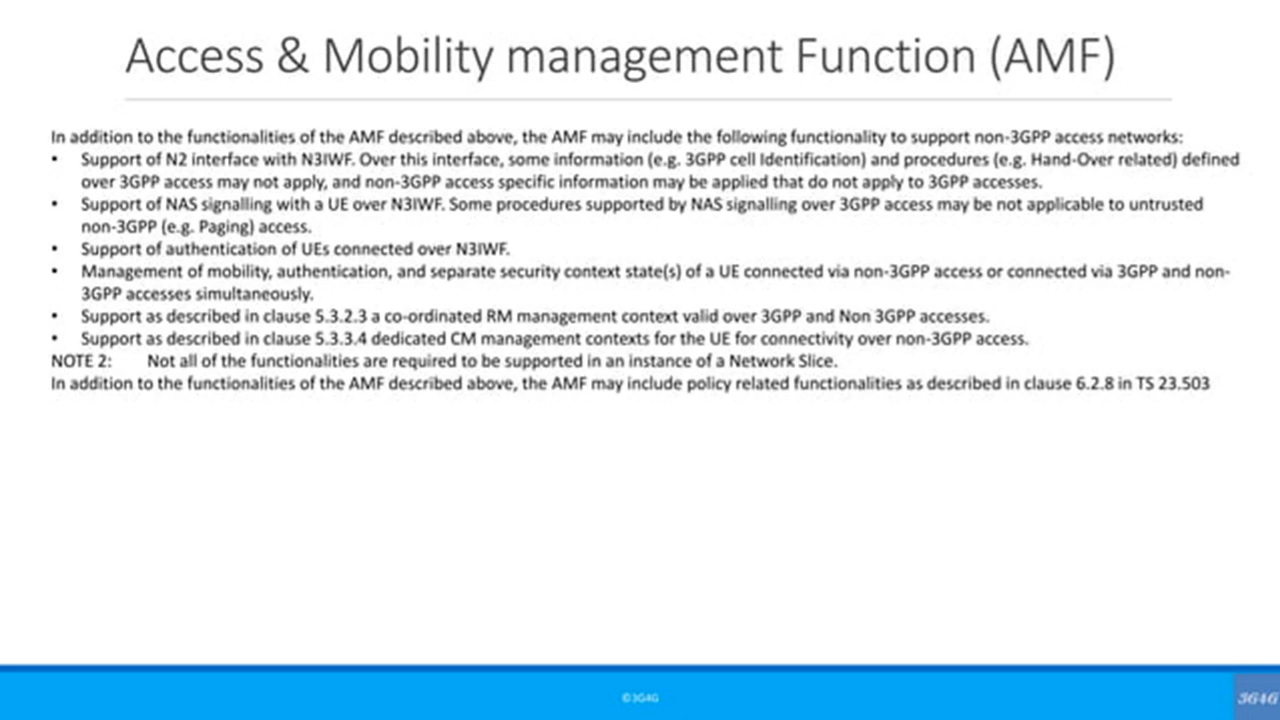 Access & Mobility management Function (AMF)
In addition to the functionalities of the AMF described above, the AMF may include the following functionality to support non-3GPP access networks:
• Support of N2 interface with N3IWF. Over this interface, some information (e.g. 3GPP cell Identification) and procedures (e.g. Hand-Over related) defined
over 3GPP access may not apply, and non-3GPP access specific information may be applied that do not apply to 3GPP accesses.
• Support of NAS signalling with a UE over N3IWF. Some procedures supported by NAS signalling over 3GPP access may be not applicable to untrusted
non-3GPP (e.g. Paging) access.
• Support of authentication of UEs connected over N3IWF.
• Management of mobility, authentication, and separate security context state(s) of a UE connected via non-3GPP access or connected via 3GPP and non-
3GPP accesses simultaneously.
• Support as described in clause 5.3.2.3 a co-ordinated RM management context valid over 3GPP and Non 3GPP accesses.
• Support as described in clause 5.3.3.4 dedicated CM management contexts for the UE for connectivity over non-3GPP access.
NOTE 2: Not all of the functionalities are required to be supported in an instance of a Network Slice.
In addition to the functionalities of the AMF described above, the AMF may include policy related functionalities as described in clause 6.2.8 in TS 23.503
©3G4G
3G4G